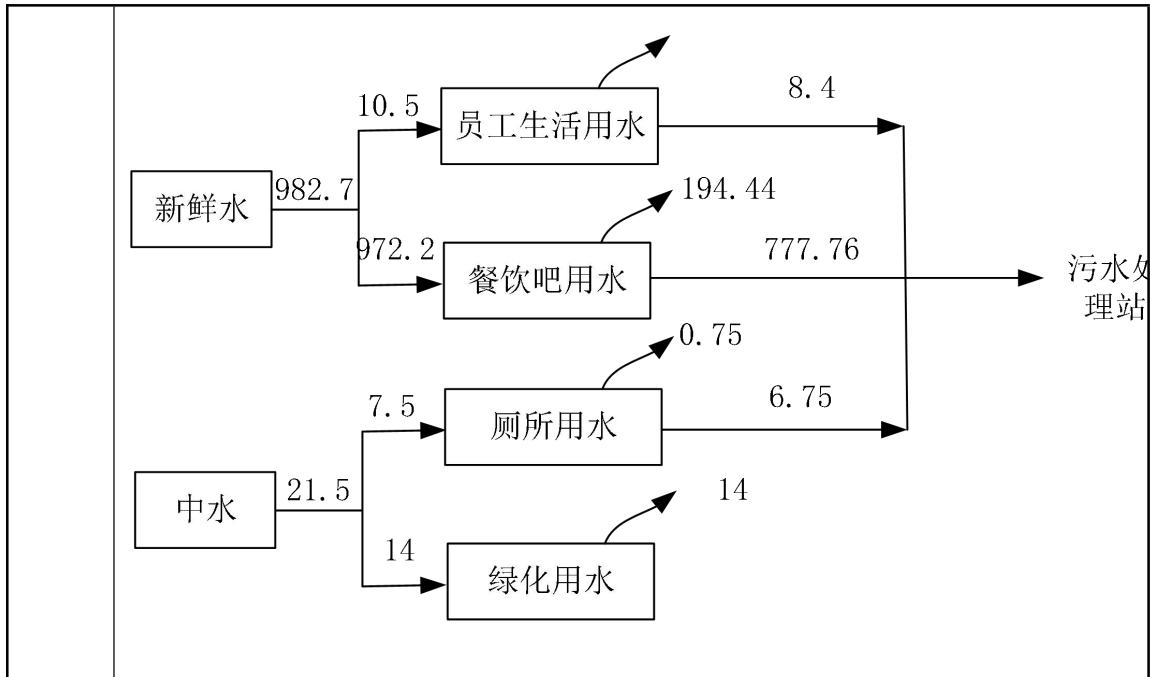 10.5
员工生活用水
8.4
新鲜水
982.7
194.44
972.2
餐饮吧用水
777.76
污水处
理站
0.75
7.5
厕所用水
6.75
中水
21.5
14
14
绿化用水